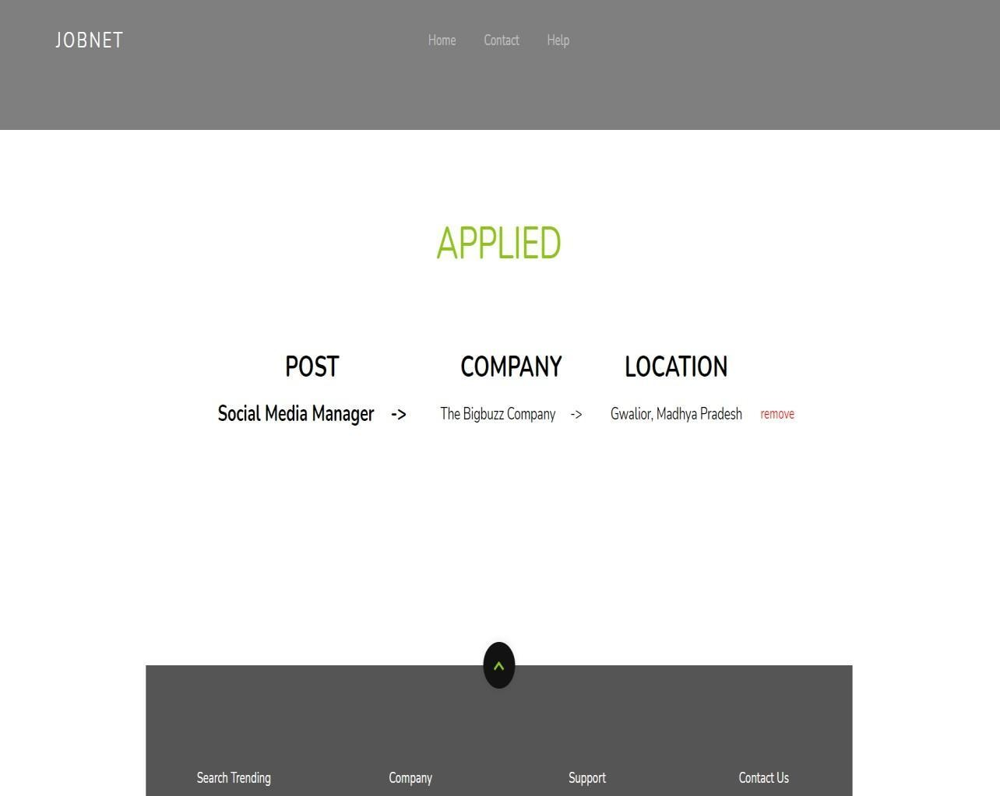 JOBNET Home Contact Help
APPLIED
POST COMPANY LOCATION
Social Media Manager -> The Bigbuzz Company -> Gwalior, Madhya Pradesh remove
Search Trending Company Support Contact Us